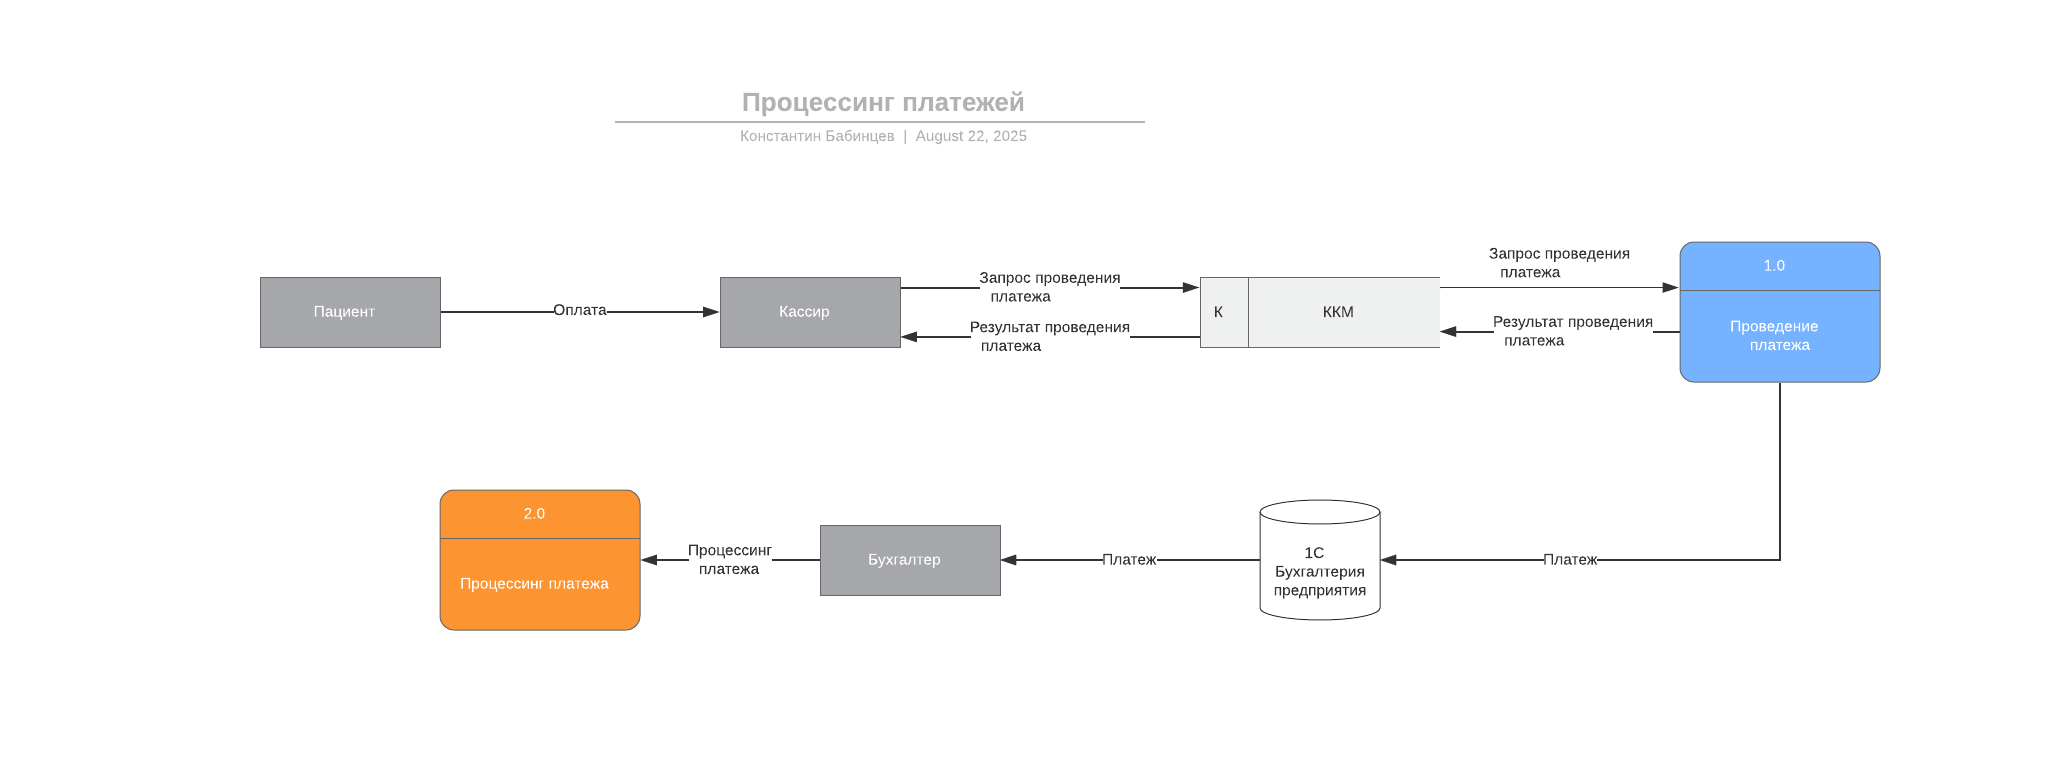 Процессинг платежей
Константин Бабинцев | August 22, 2025
Пациент
Оплата
Кассир
Запрос проведения
платежа
Результат проведения
платежа
К
ККМ
Запрос проведения
платежа
Результат проведения
платежа
1.0
Проведение
платежа
2.0
Процессинг платежа
Процессинг
платежа
Бухгалтер
Платеж
1С
Бухгалтерия
предприятия
Платеж